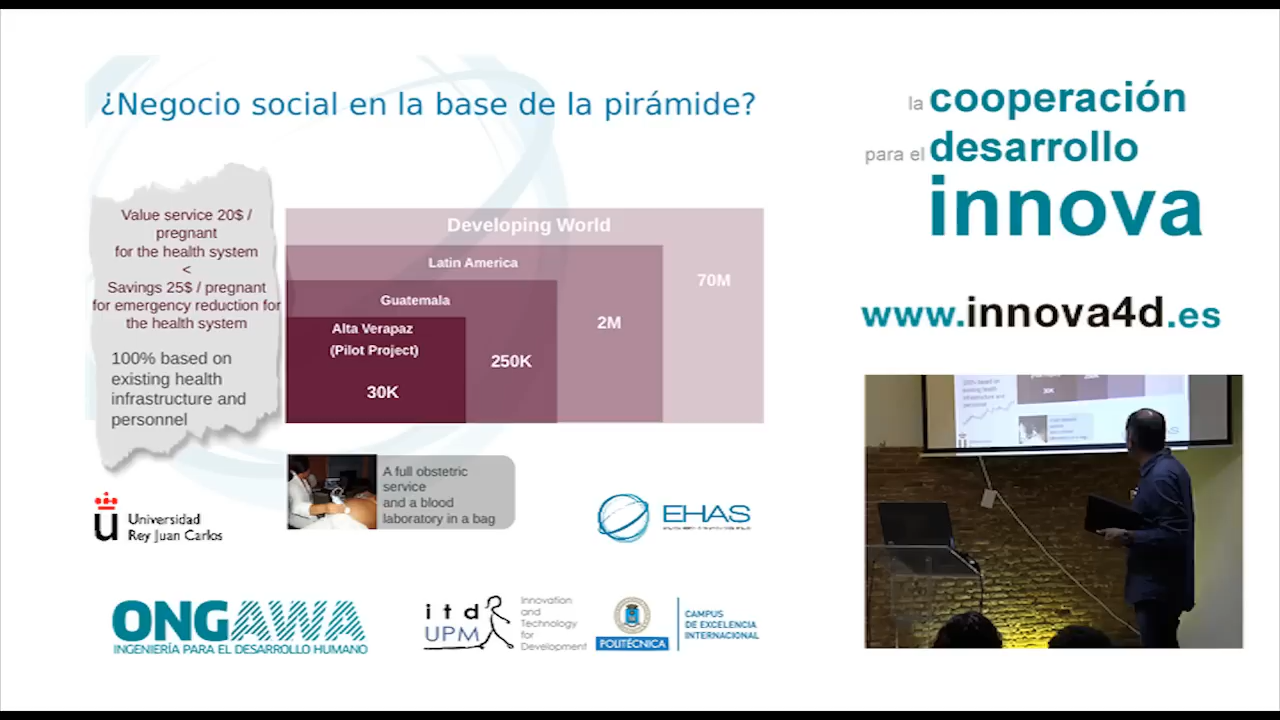 ¿Negocio social en la base de la pirámide?
Value service 20$ /
pregnant
for the health system
<
Savings 25$ / pregnant
for emergency reduction for
the health system
100% based on
existing health
infrastructure and
personnel
Developing World
Latin America
Guatemala
Alta Verapaz
(Pilot Project)
30K
250K
2M
70M
A full obstetric
service
and a blood
laboratory in a bag
Universidad
Rey Juan Carlos
EHAS
ONGAWA
INGENIERÍA PARA EL DESARROLLO HUMANO
itd
UPM
Innovation
and
Technology
for
Development
POLITÉCNICA
CAMPUS
DE EXCELENCIA
INTERNACIONAL
la cooperación
para el desarrollo
innova
www.innova4d.es